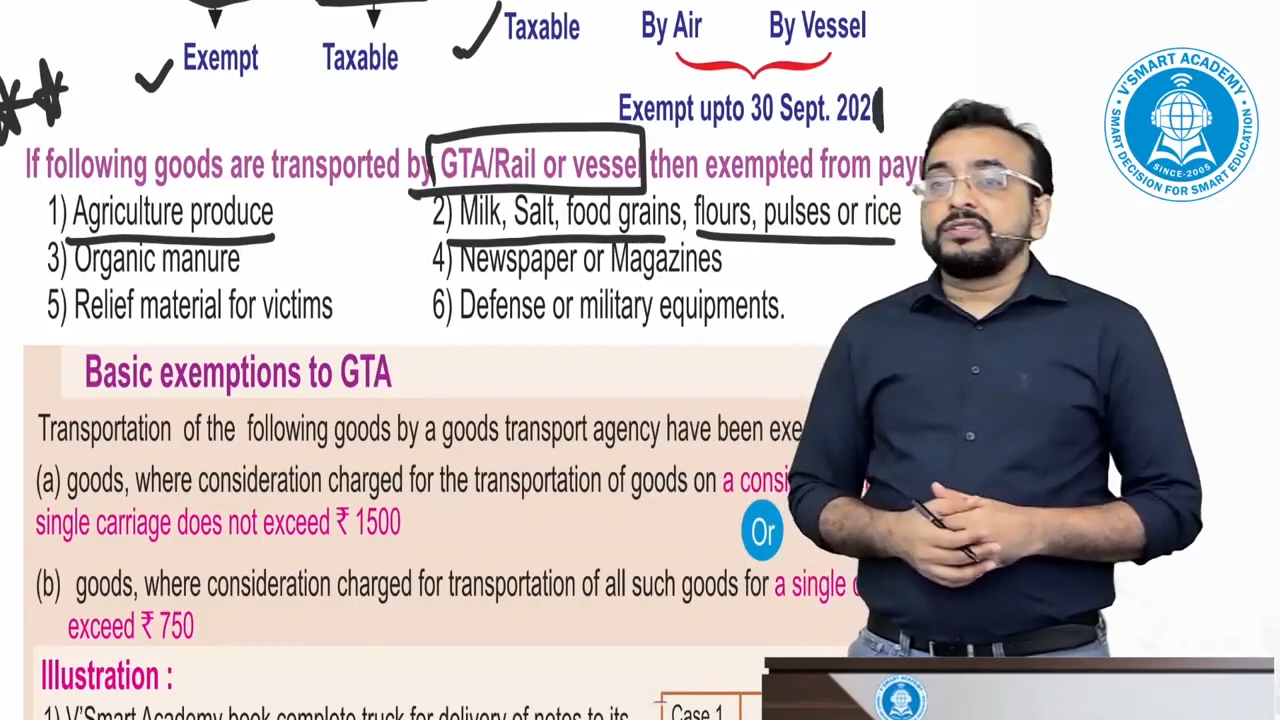 Taxable By Air By Vessel
Exempt Taxable
Exempt upto 30 Sept. 202
If following goods are transported by GTA/Rail or vessel then exempted from
1) Agriculture produce 2) Milk, Salt, food grains, flours, pulses or rice
3) Organic manure 4) Newspaper or Magazines
5) Relief material for victims 6) Defense or military equipments.
Basic exemptions to GTA
Transportation of the following goods by a goods transport agency have been
(a) goods, where consideration charged for the transportation of goods on a
single carriage does not exceed ₹ 1500
Or
(b) goods, where consideration charged for transportation of all such goods for a single
exceed ₹ 750
Illustration :
1) V'Smart Academy book complete truck for delivery of notes to its
Case 1
V'SMART ACADEMY
SINCE-2005
SMART DECISION FOR SMART EDUCATION